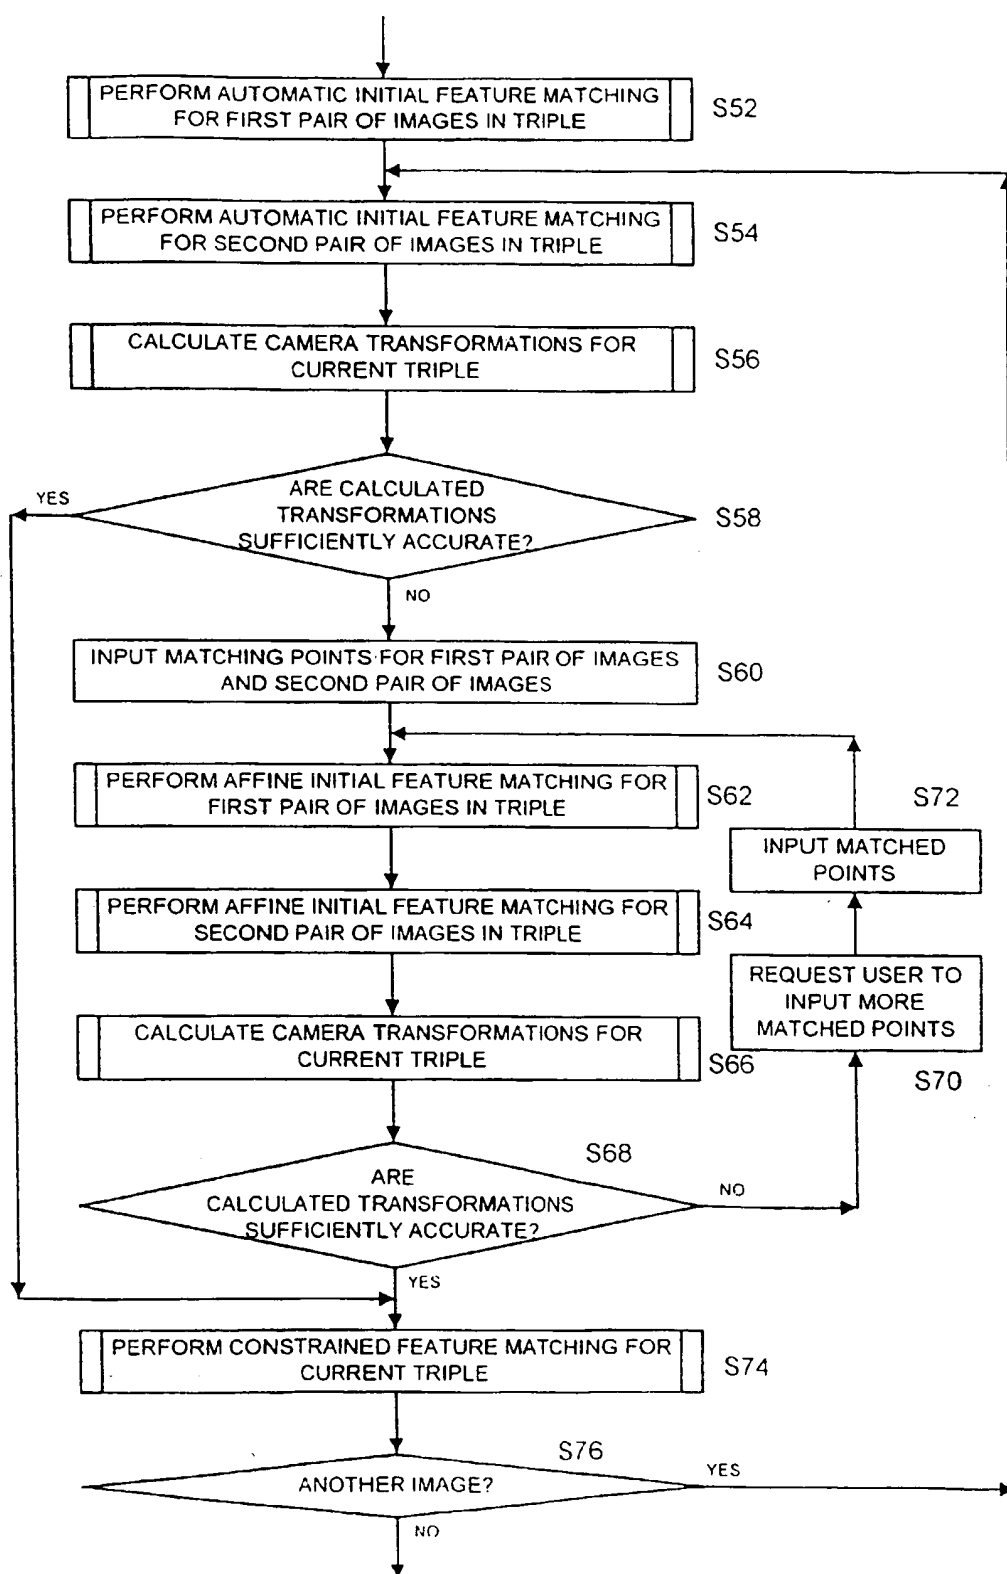 PERFORM AUTOMATIC INITIAL FEATURE MATCHING
FOR FIRST PAIR OF IMAGES IN TRIPLE
S52
PERFORM AUTOMATIC INITIAL FEATURE MATCHING
FOR SECOND PAIR OF IMAGES IN TRIPLE
S54
CALCULATE CAMERA TRANSFORMATIONS FOR
CURRENT TRIPLE
S56
YES
ARE CALCULATED
TRANSFORMATIONS
SUFFICIENTLY ACCURATE?
S58
NO
INPUT MATCHING POINTS FOR FIRST PAIR OF IMAGES
AND SECOND PAIR OF IMAGES
S60
PERFORM AFFINE INITIAL FEATURE MATCHING FOR
FIRST PAIR OF IMAGES IN TRIPLE
S62
S72
INPUT MATCHED
POINTS
PERFORM AFFINE INITIAL FEATURE MATCHING FOR
SECOND PAIR OF IMAGES IN TRIPLE
S64
REQUEST USER TO
INPUT MORE
MATCHED POINTS
S70
CALCULATE CAMERA TRANSFORMATIONS FOR
CURRENT TRIPLE
S66
S68
ARE
CALCULATED TRANSFORMATIONS
SUFFICIENTLY ACCURATE?
NO
YES
PERFORM CONSTRAINED FEATURE MATCHING FOR
CURRENT TRIPLE
S74
S76
ANOTHER IMAGE?
YES
NO